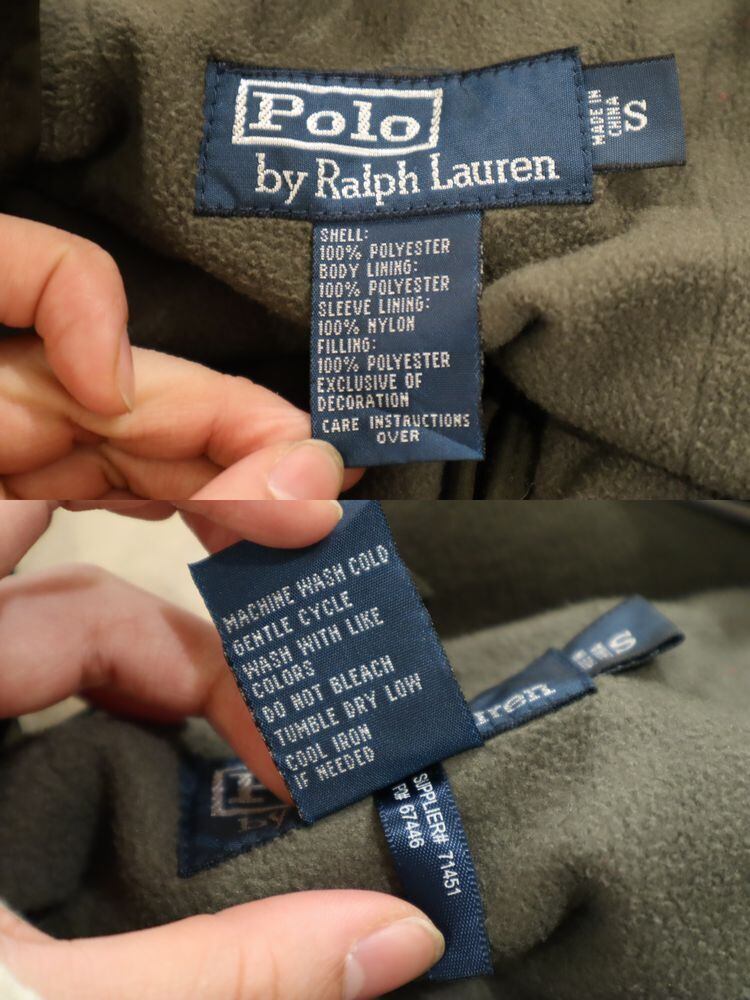 Polo
by Ralph Lauren
MADE IN
CHINA
S
SHELL:
100% POLYESTER
BODY LINING:
100% POLYESTER
SLEEVE LINING:
100% NYLON
FILLING:
100% POLYESTER
EXCLUSIVE OF
DECORATION
CARE INSTRUCTIONS
OVER
MACHINE WASH COLD
GENTLE CYCLE
WASH WITH LIKE
COLORS
DO NOT BLEACH
TUMBLE DRY LOW
COOL IRON
IF NEEDED
S
uren
by
SUPPLIER# 71451
P# 67446